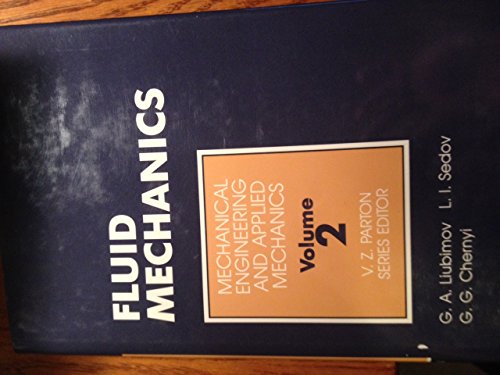 FLUID
MECHANICS
MECHANICAL
ENGINEERING
AND APPLIED
MECHANICS
Volume
2
V. Z. PARTON
SERIES EDITOR
G. A. Liubimov L. I. Sedov
G. G. Chernyi